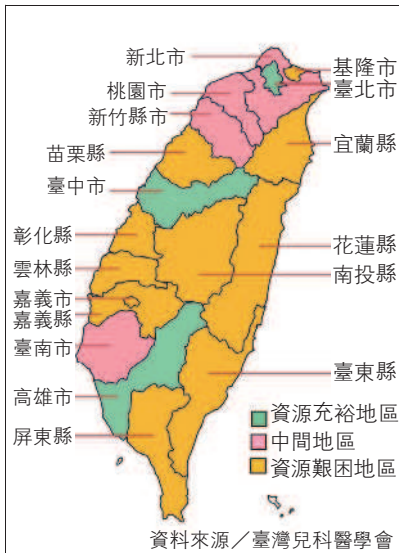 新北市
桃園市
新竹縣市
苗栗縣
臺中市
彰化縣
雲林縣
嘉義市
嘉義縣
臺南市
高雄市
屏東縣
基隆市
臺北市
宜蘭縣
花蓮縣
南投縣
臺東縣
資源充裕地區
中間地區
資源艱困地區
資料來源／臺灣兒科醫學會